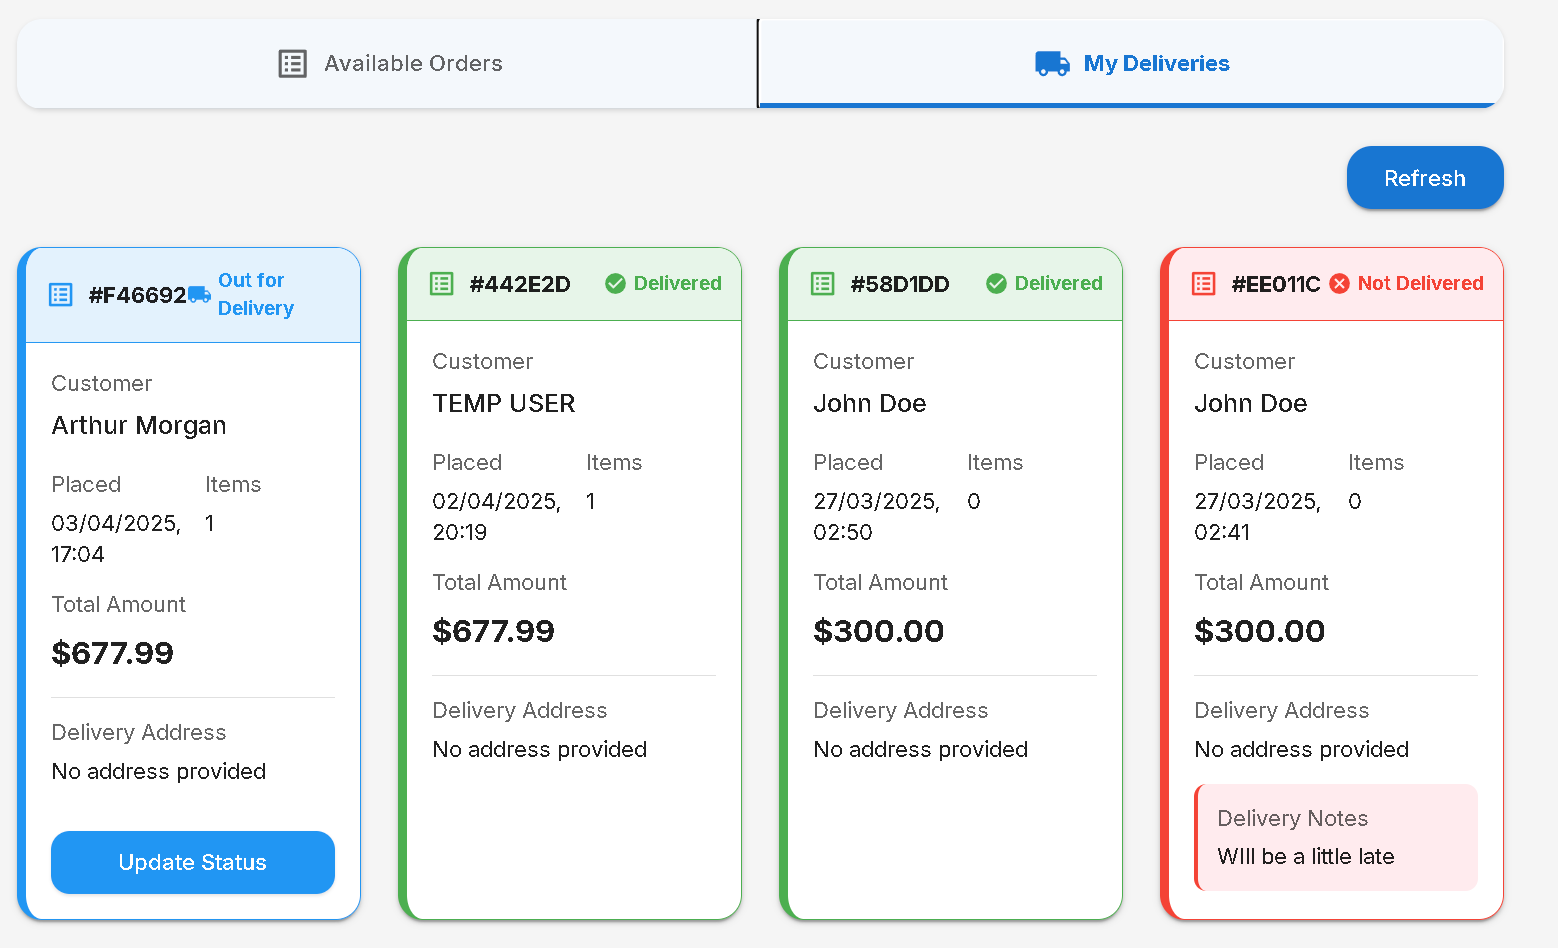 Available Orders
My Deliveries
Refresh
#F46692
Out for
Delivery
Customer
Arthur Morgan
Placed
Items
03/04/2025,
1
17:04
Total Amount
$677.99
Delivery Address
No address provided
Update Status
#442E2D
Delivered
Customer
TEMP USER
Placed
Items
02/04/2025,
1
20:19
Total Amount
$677.99
Delivery Address
No address provided
#58D1DD
Delivered
Customer
John Doe
Placed
Items
27/03/2025,
0
02:50
Total Amount
$300.00
Delivery Address
No address provided
#EE011C
Not Delivered
Customer
John Doe
Placed
Items
27/03/2025,
0
02:41
Total Amount
$300.00
Delivery Address
No address provided
Delivery Notes
WIll be a little late